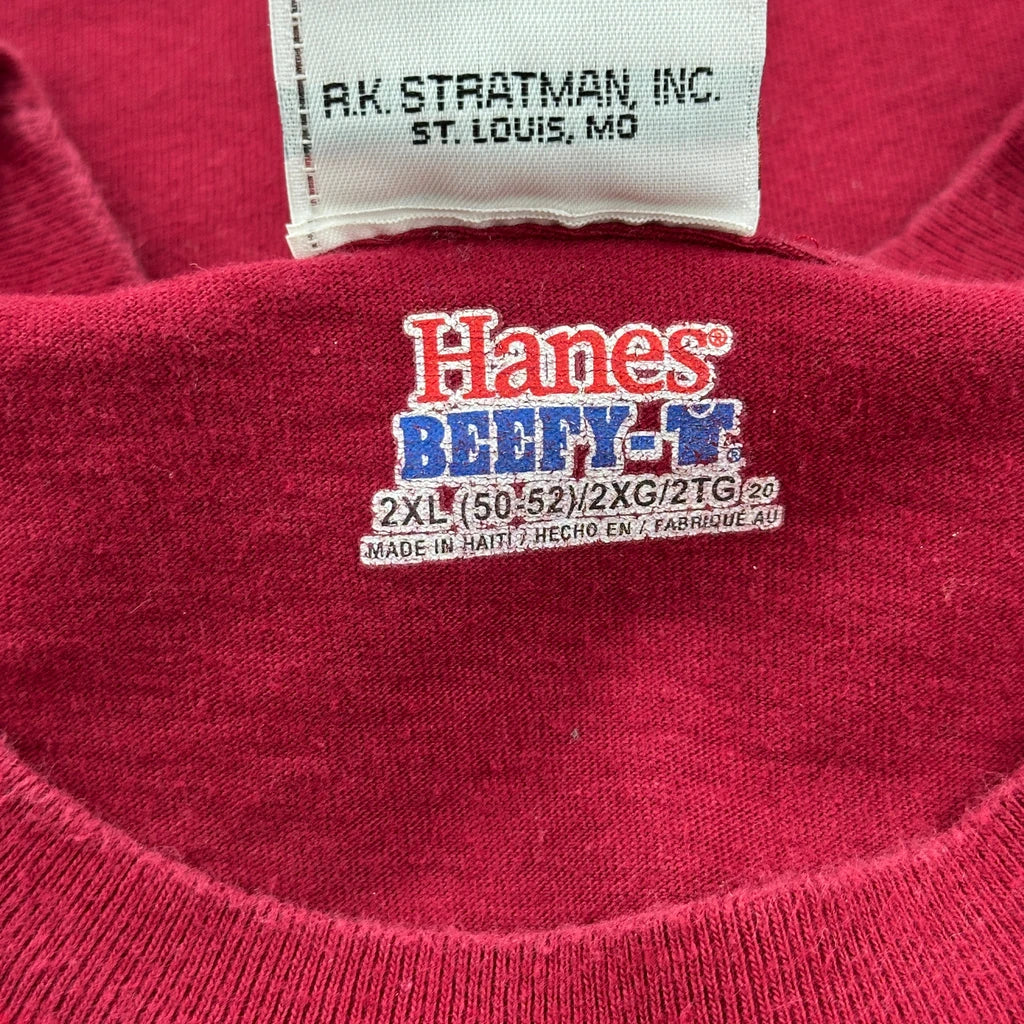 R.K. STRATMAN, INC.
ST. LOUIS, MO
Hanes®
BEEFY-T®
2XL (50-52)/2XG/2TG 20
MADE IN HAITI / HECHO EN / FABRIQUÉ AU